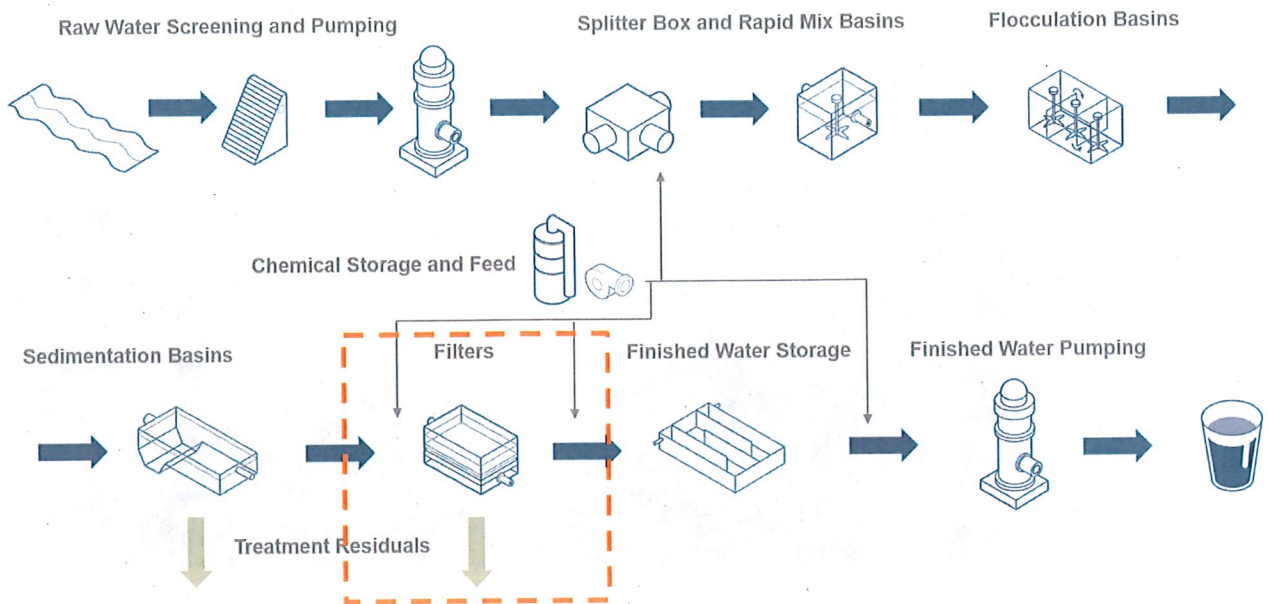 Raw Water Screening and Pumping
Splitter Box and Rapid Mix Basins
Flocculation Basins
Chemical Storage and Feed
Sedimentation Basins
Filters
Finished Water Storage
Finished Water Pumping
Treatment Residuals